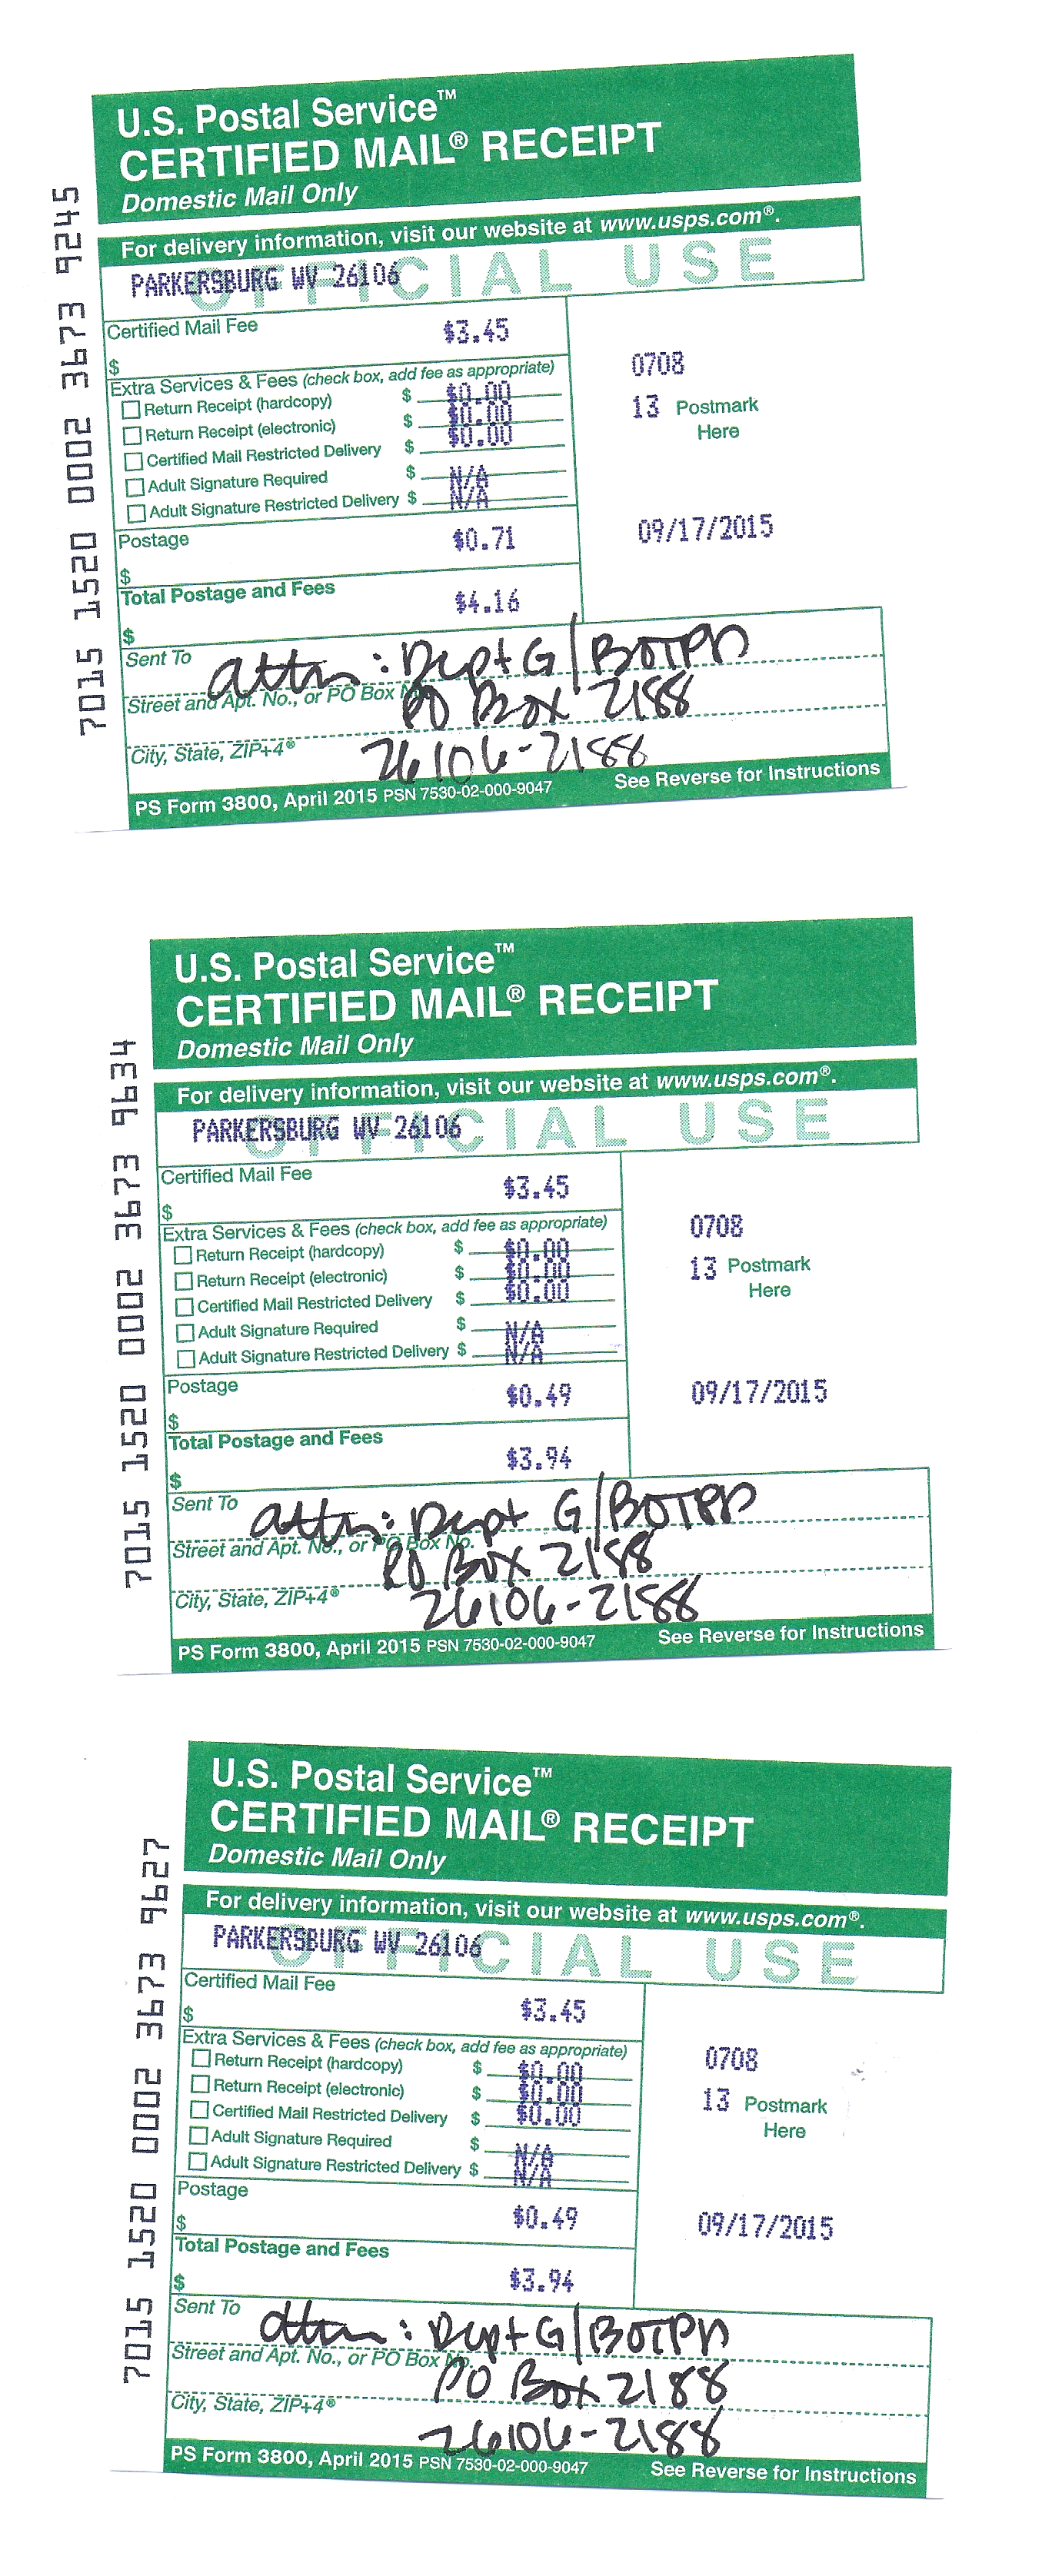 7015 1520 0002 3673 9245
U.S. Postal Service™
CERTIFIED MAIL® RECEIPT
Domestic Mail Only
For delivery information, visit our website at www.usps.com®.
OFFICIAL USE
PARKERSBURG WV 26106
Certified Mail Fee
$ $3.45
0708
Extra Services & Fees (check box, add fee as appropriate)
Return Receipt (hardcopy) $ $0.00
13 Postmark Here
Return Receipt (electronic) $ $0.00
Certified Mail Restricted Delivery $ $0.00
Adult Signature Required $ N/A
Adult Signature Restricted Delivery $ N/A
Postage
$ $0.71
09/17/2015
Total Postage and Fees
$ $4.16
Sent To attn: Dept G/BOTPD
Street and Apt. No., or PO Box No. PO Box 2188
City, State, ZIP+4® 26106-2188
PS Form 3800, April 2015 PSN 7530-02-000-9047 See Reverse for Instructions
7015 1520 0002 3673 9634
U.S. Postal Service™
CERTIFIED MAIL® RECEIPT
Domestic Mail Only
For delivery information, visit our website at www.usps.com®.
OFFICIAL USE
PARKERSBURG WV 26106
Certified Mail Fee
$ $3.45
0708
Extra Services & Fees (check box, add fee as appropriate)
Return Receipt (hardcopy) $ $0.00
13 Postmark Here
Return Receipt (electronic) $ $0.00
Certified Mail Restricted Delivery $ $0.00
Adult Signature Required $ N/A
Adult Signature Restricted Delivery $ N/A
Postage
$ $0.49
09/17/2015
Total Postage and Fees
$ $3.94
Sent To attn: Dept G/BOTPD
Street and Apt. No., or PO Box No. PO Box 2188
City, State, ZIP+4® 26106-2188
PS Form 3800, April 2015 PSN 7530-02-000-9047 See Reverse for Instructions
7015 1520 0002 3673 9627
U.S. Postal Service™
CERTIFIED MAIL® RECEIPT
Domestic Mail Only
For delivery information, visit our website at www.usps.com®.
OFFICIAL USE
PARKERSBURG WV 26106
Certified Mail Fee
$ $3.45
0708
Extra Services & Fees (check box, add fee as appropriate)
Return Receipt (hardcopy) $ $0.00
13 Postmark Here
Return Receipt (electronic) $ $0.00
Certified Mail Restricted Delivery $ $0.00
Adult Signature Required $ N/A
Adult Signature Restricted Delivery $ N/A
Postage
$ $0.49
09/17/2015
Total Postage and Fees
$ $3.94
Sent To attn: Dept G/BOTPD
Street and Apt. No., or PO Box No. PO Box 2188
City, State, ZIP+4® 26106-2188
PS Form 3800, April 2015 PSN 7530-02-000-9047 See Reverse for Instructions